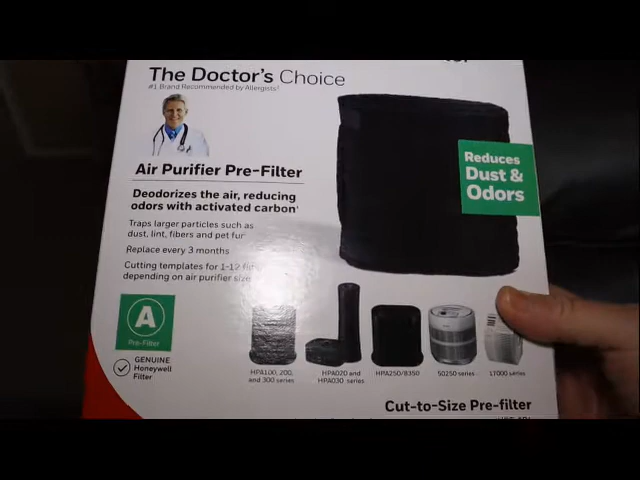 The Doctor's Choice
#1 Brand Recommended by Allergists
Air Purifier Pre-Filter
Deodorizes the air, reducing
odors with activated carbon
Traps larger particles such as
dust, lint, fibers and pet fur
Replace every 3 months
Cutting templates for 1-12
depending on air purifier size
Reduces
Dust &
Odors
A
Pre-Filter
GENUINE
Honeywell
Filter
HPA100, 200,
and 300 series
HPA020 and
HPA030 series
HPA250/8350
50250 series
17000 series
Cut-to-Size Pre-filter